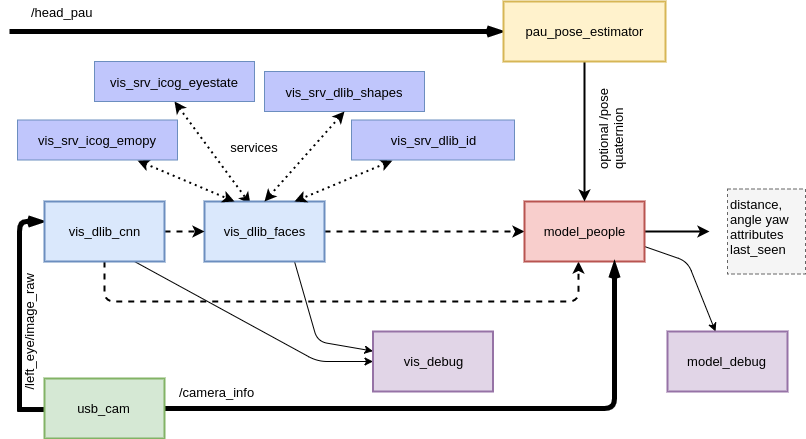 /head_pau
pau_pose_estimator
vis_srv_icog_eyestate
vis_srv_dlib_shapes
vis_srv_icog_emopy
services
vis_srv_dlib_id
optional /pose
quaternion
vis_dlib_cnn
vis_dlib_faces
model_people
distance,
angle yaw
attributes
last_seen
/left_eye/image_raw
vis_debug
model_debug
usb_cam
/camera_info